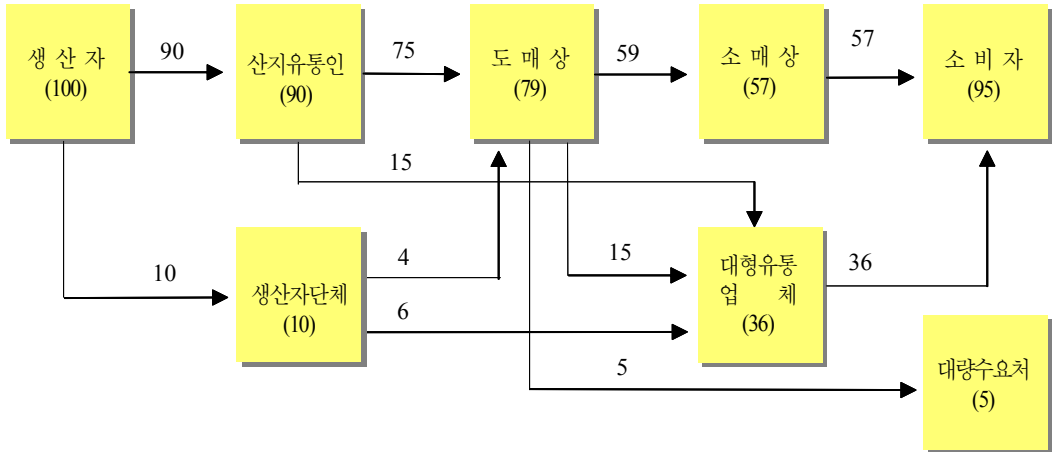 생 산 자
(100)
90
산지유통인
(90)
75
도 매 상
(79)
59
소 매 상
(57)
57
소 비 자
(95)
15
10
생산자단체
(10)
4
6
15
대형유통
업 체
(36)
36
5
대량수요처
(5)